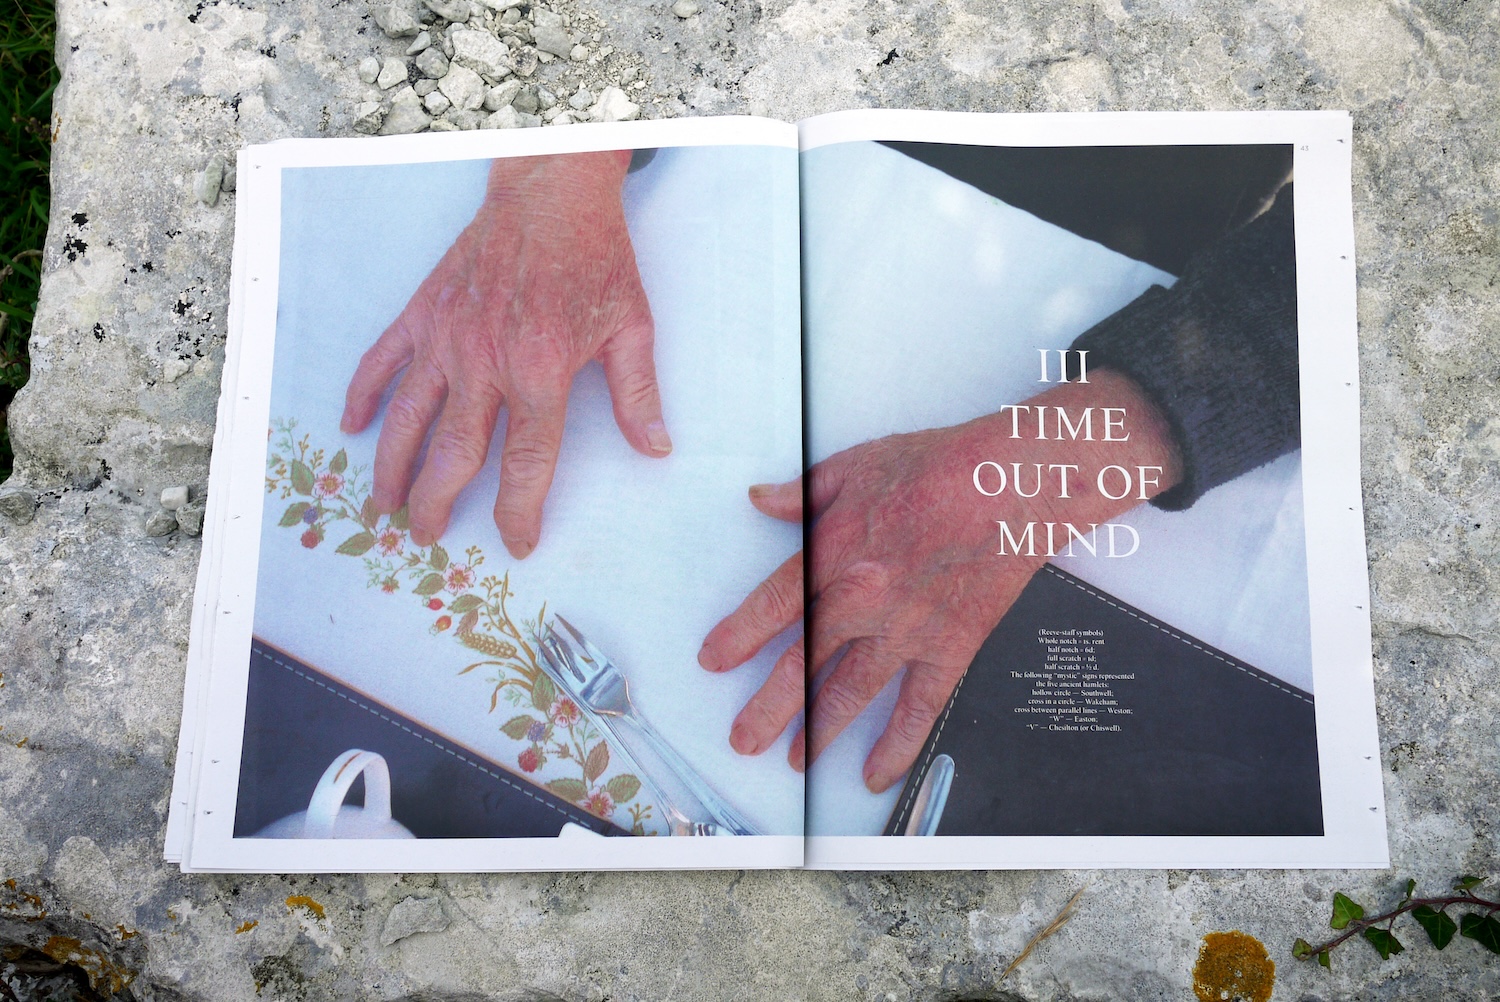 41
III
TIME
OUT OF
MIND
(Reeve-staff symbols)
Whole notch = 1s. rent
half notch = 6d;
full scratch = 1d;
half scratch = ½ d.
The following "mystic" signs represented
the five ancient hamlets:
hollow circle — Southwell;
cross in a circle — Wakeham;
cross between parallel lines — Weston;
"W" — Easton;
"V" — Chesilton (or Chiswell).